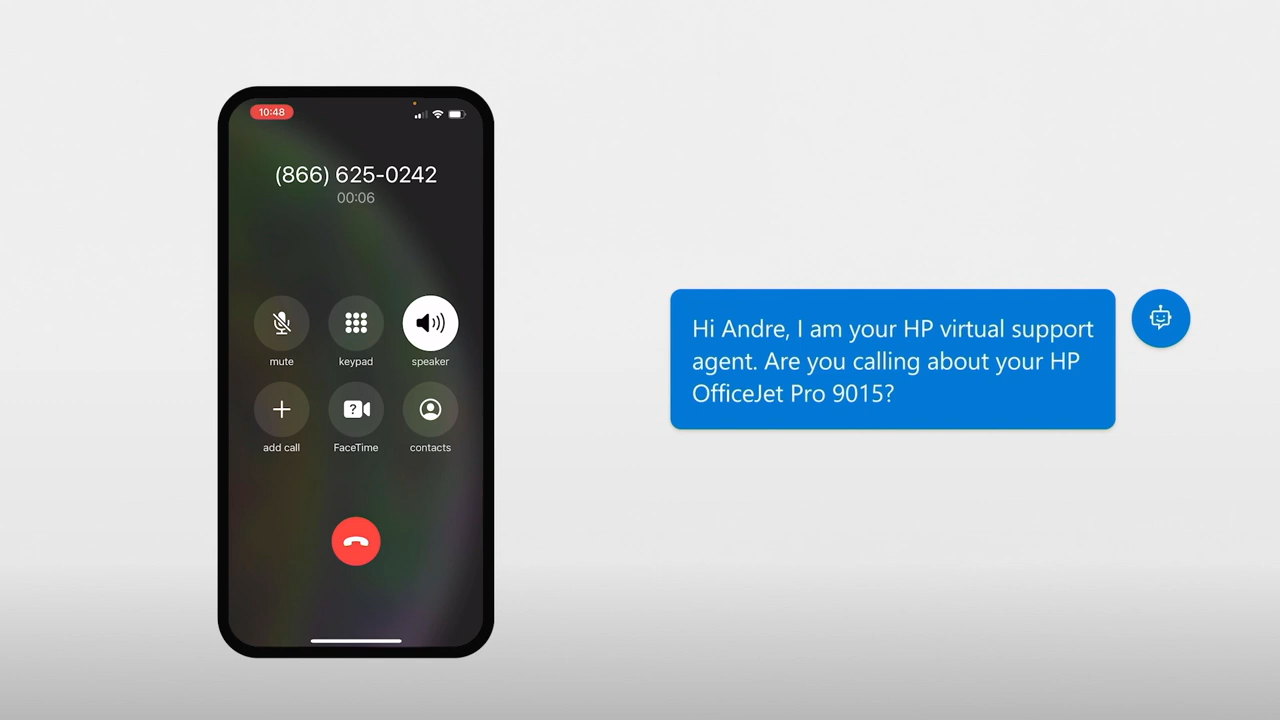 10:48
(866) 625-0242
00:06
mute
keypad
speaker
add call
FaceTime
contacts
Hi Andre, I am your HP virtual support
agent. Are you calling about your HP
OfficeJet Pro 9015?